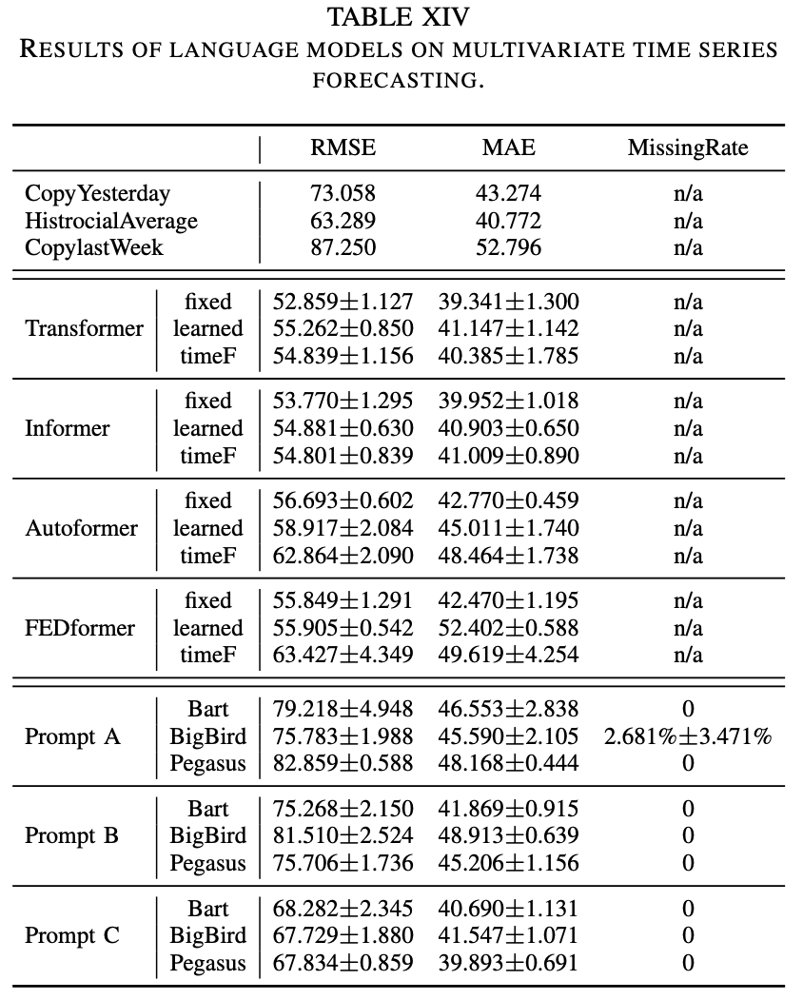 TABLE XIV
RESULTS OF LANGUAGE MODELS ON MULTIVARIATE TIME SERIES
FORECASTING.
RMSE MAE MissingRate
CopyYesterday 73.058 43.274 n/a
HistrocialAverage 63.289 40.772 n/a
CopylastWeek 87.250 52.796 n/a
fixed 52.859±1.127 39.341±1.300 n/a
Transformer learned 55.262±0.850 41.147±1.142 n/a
timeF 54.839±1.156 40.385±1.785 n/a
fixed 53.770±1.295 39.952±1.018 n/a
Informer learned 54.881±0.630 40.903±0.650 n/a
timeF 54.801±0.839 41.009±0.890 n/a
fixed 56.693±0.602 42.770±0.459 n/a
Autoformer learned 58.917±2.084 45.011±1.740 n/a
timeF 62.864±2.090 48.464±1.738 n/a
fixed 55.849±1.291 42.470±1.195 n/a
FEDformer learned 55.905±0.542 52.402±0.588 n/a
timeF 63.427±4.349 49.619±4.254 n/a
Bart 79.218±4.948 46.553±2.838 0
Prompt A BigBird 75.783±1.988 45.590±2.105 2.681%±3.471%
Pegasus 82.859±0.588 48.168±0.444 0
Bart 75.268±2.150 41.869±0.915 0
Prompt B BigBird 81.510±2.524 48.913±0.639 0
Pegasus 75.706±1.736 45.206±1.156 0
Bart 68.282±2.345 40.690±1.131 0
Prompt C BigBird 67.729±1.880 41.547±1.071 0
Pegasus 67.834±0.859 39.893±0.691 0